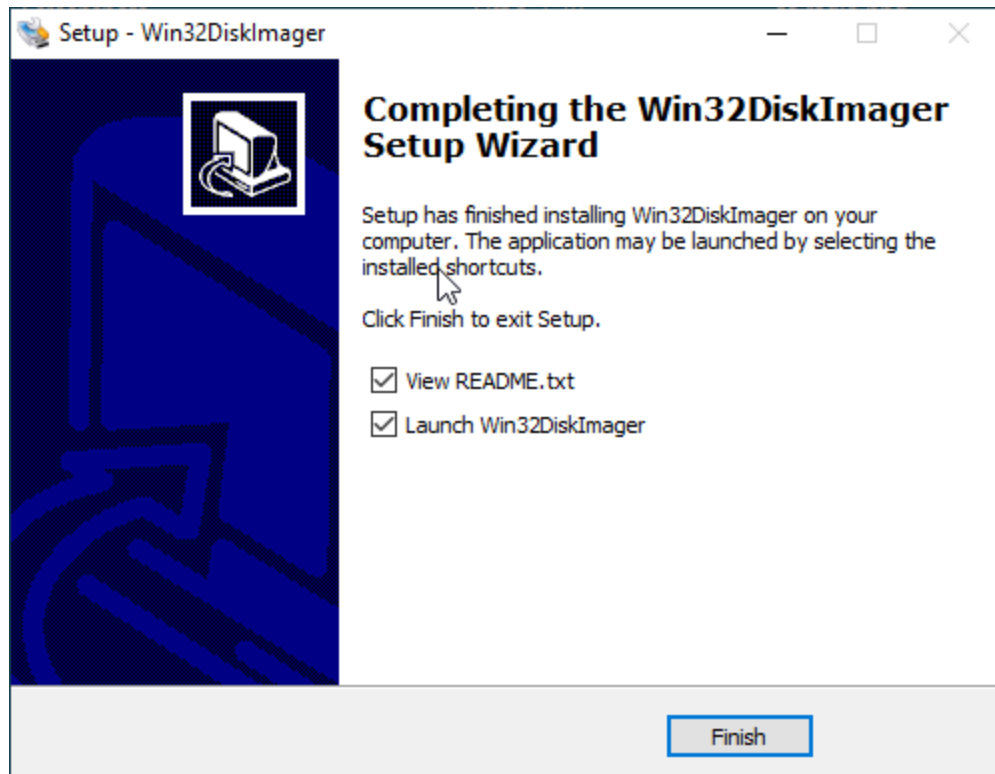 Setup - Win32DiskImager
Completing the Win32DiskImager
Setup Wizard
Setup has finished installing Win32DiskImager on your
computer. The application may be launched by selecting the
installed shortcuts.
Click Finish to exit Setup.
View README.txt
Launch Win32DiskImager
Finish